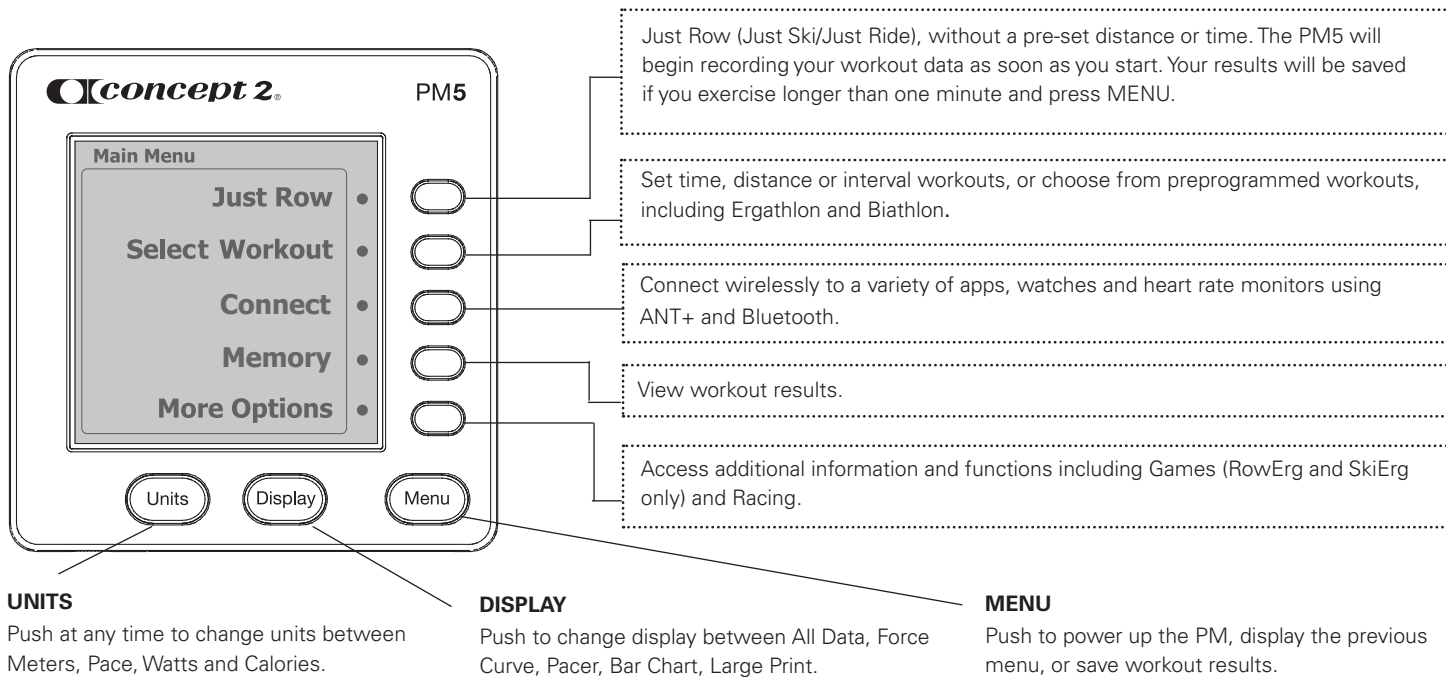 concept 2®
PM5
Main Menu
Just Row
Select Workout
Connect
Memory
More Options
Units
Display
Menu
Just Row (Just Ski/Just Ride), without a pre-set distance or time. The PM5 will
begin recording your workout data as soon as you start. Your results will be saved
if you exercise longer than one minute and press MENU.
Set time, distance or interval workouts, or choose from preprogrammed workouts,
including Ergathlon and Biathlon.
Connect wirelessly to a variety of apps, watches and heart rate monitors using
ANT+ and Bluetooth.
View workout results.
Access additional information and functions including Games (RowErg and SkiErg
only) and Racing.
UNITS
Push at any time to change units between
Meters, Pace, Watts and Calories.
DISPLAY
Push to change display between All Data, Force
Curve, Pacer, Bar Chart, Large Print.
MENU
Push to power up the PM, display the previous
menu, or save workout results.